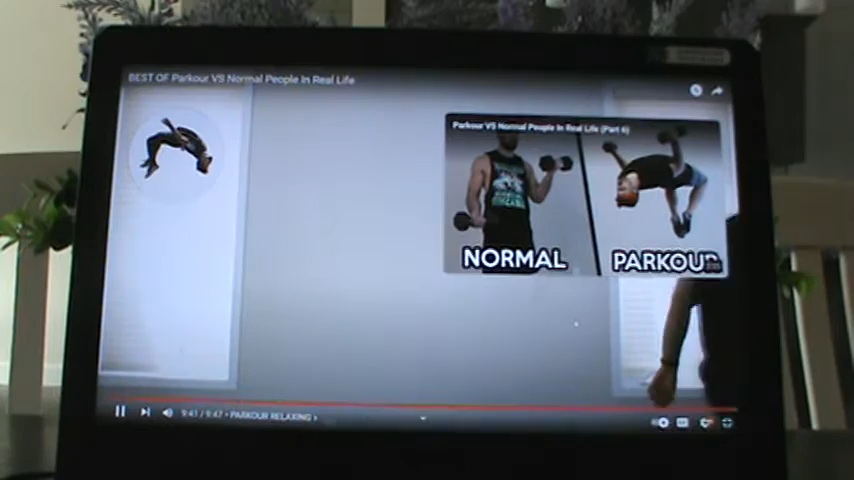 BEST OF Parkour VS Normal People In Real Life
Parkour VS Normal People In Real Life (Part 6)
NORMAL
PARKOUR
9:41 / 9:47 • PARKOUR RELAXING ›